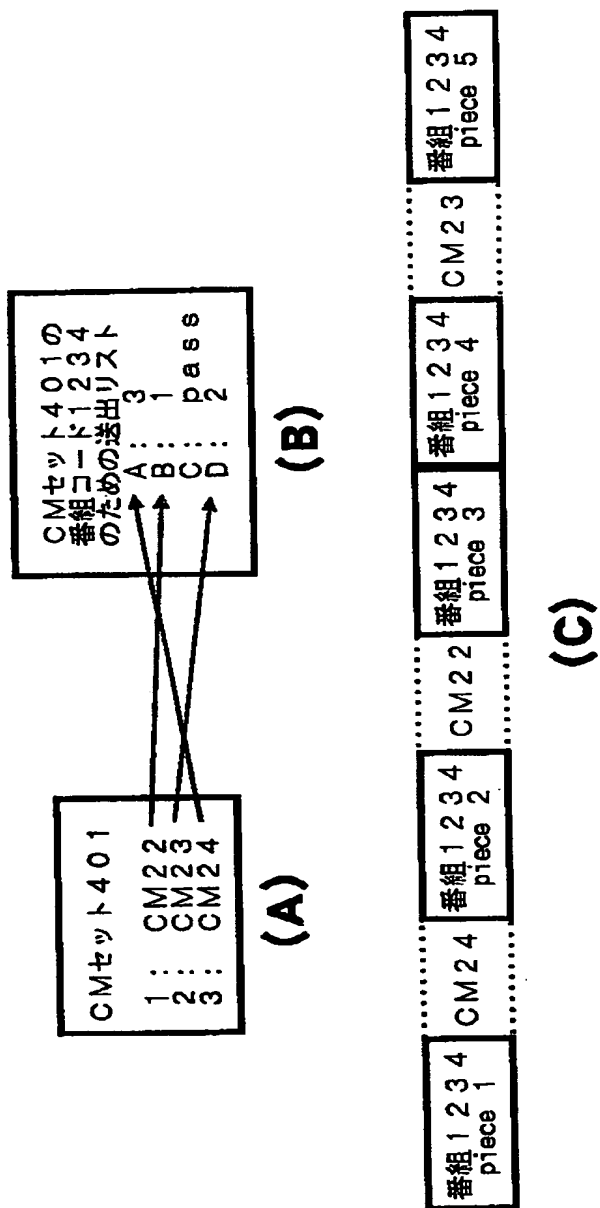 CMセット401
1: CM22
2: CM23
3: CM24
(A)
CMセット401の
番組コード1234
のための送出リスト
A: 3
B: 1
C: pass
D: 2
(B)
番組1234
piece 1
CM24
番組1234
piece 2
CM22
番組1234
piece 3
番組1234
piece 4
CM23
番組1234
piece 5
(C)